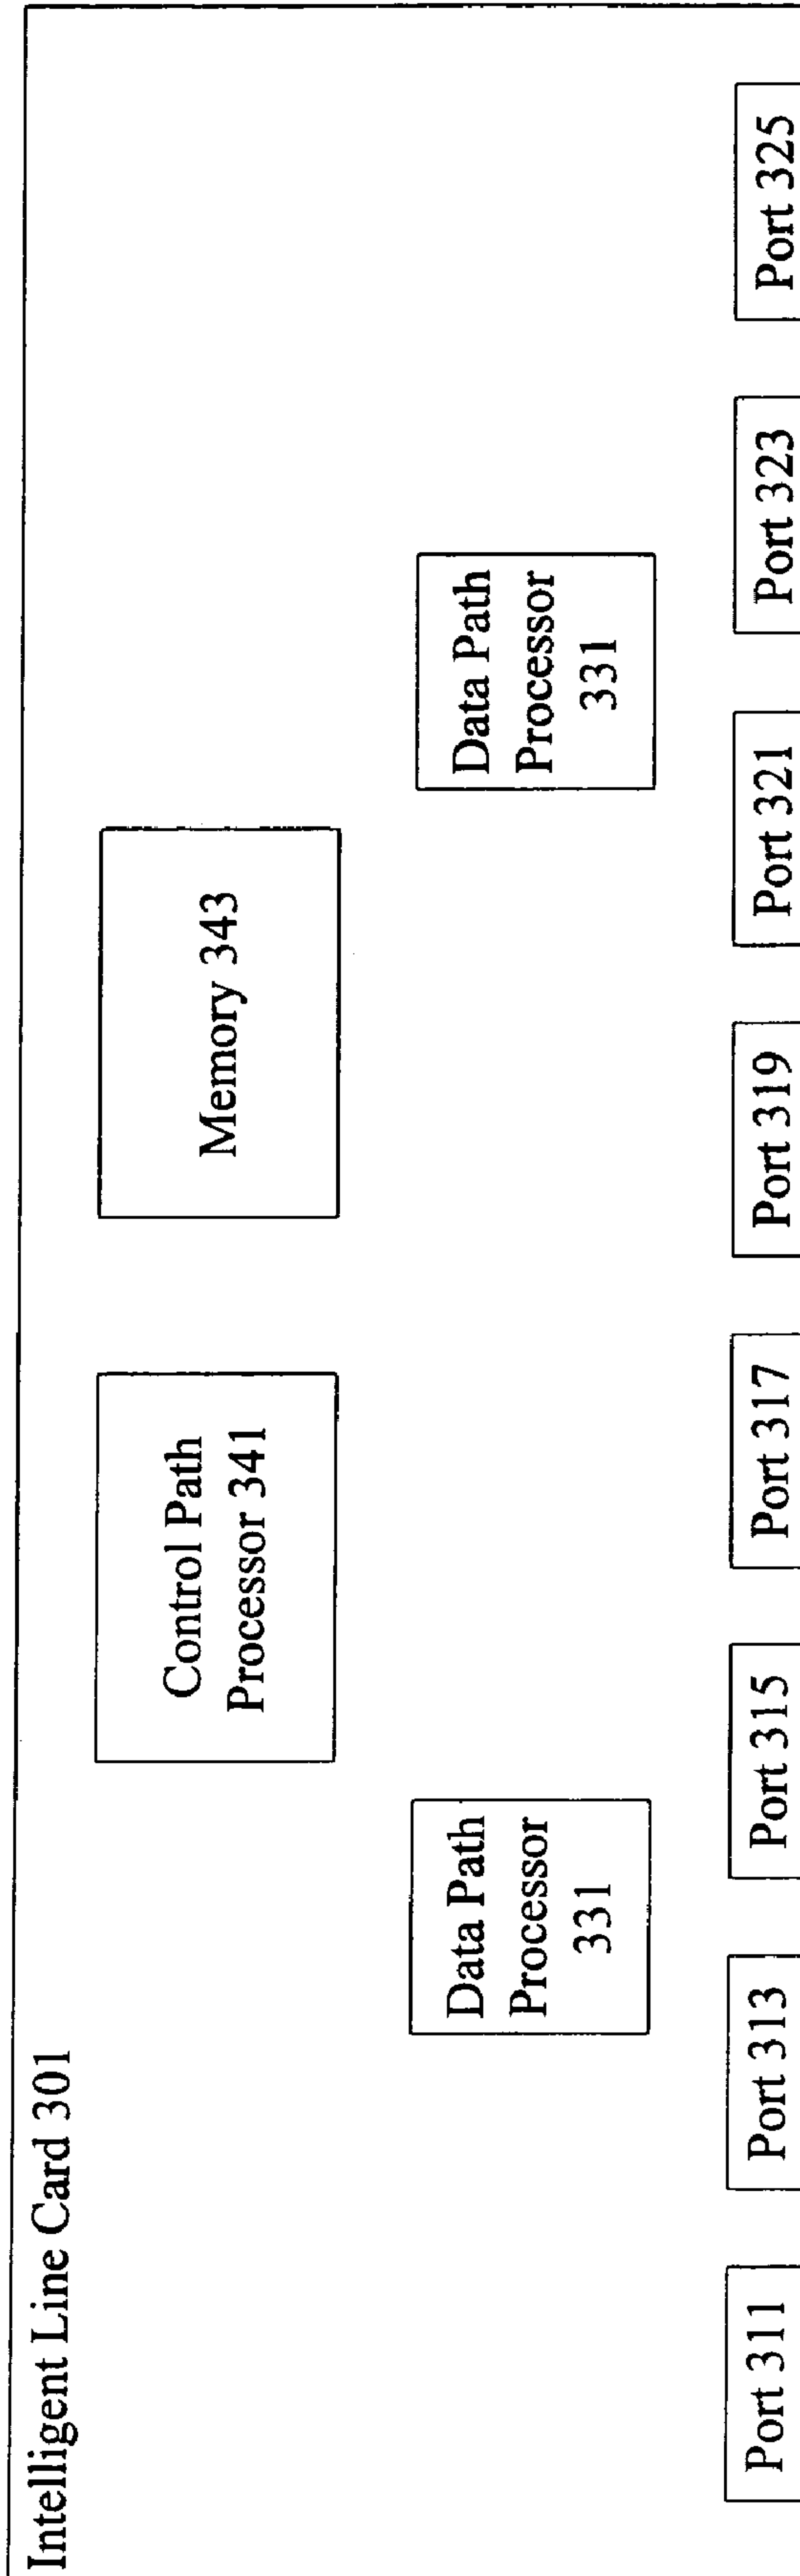 Intelligent Line Card 301
Control Path
Processor 341
Memory 343
Data Path
Processor
331
Data Path
Processor
331
Port 311
Port 313
Port 315
Port 317
Port 319
Port 321
Port 323
Port 325